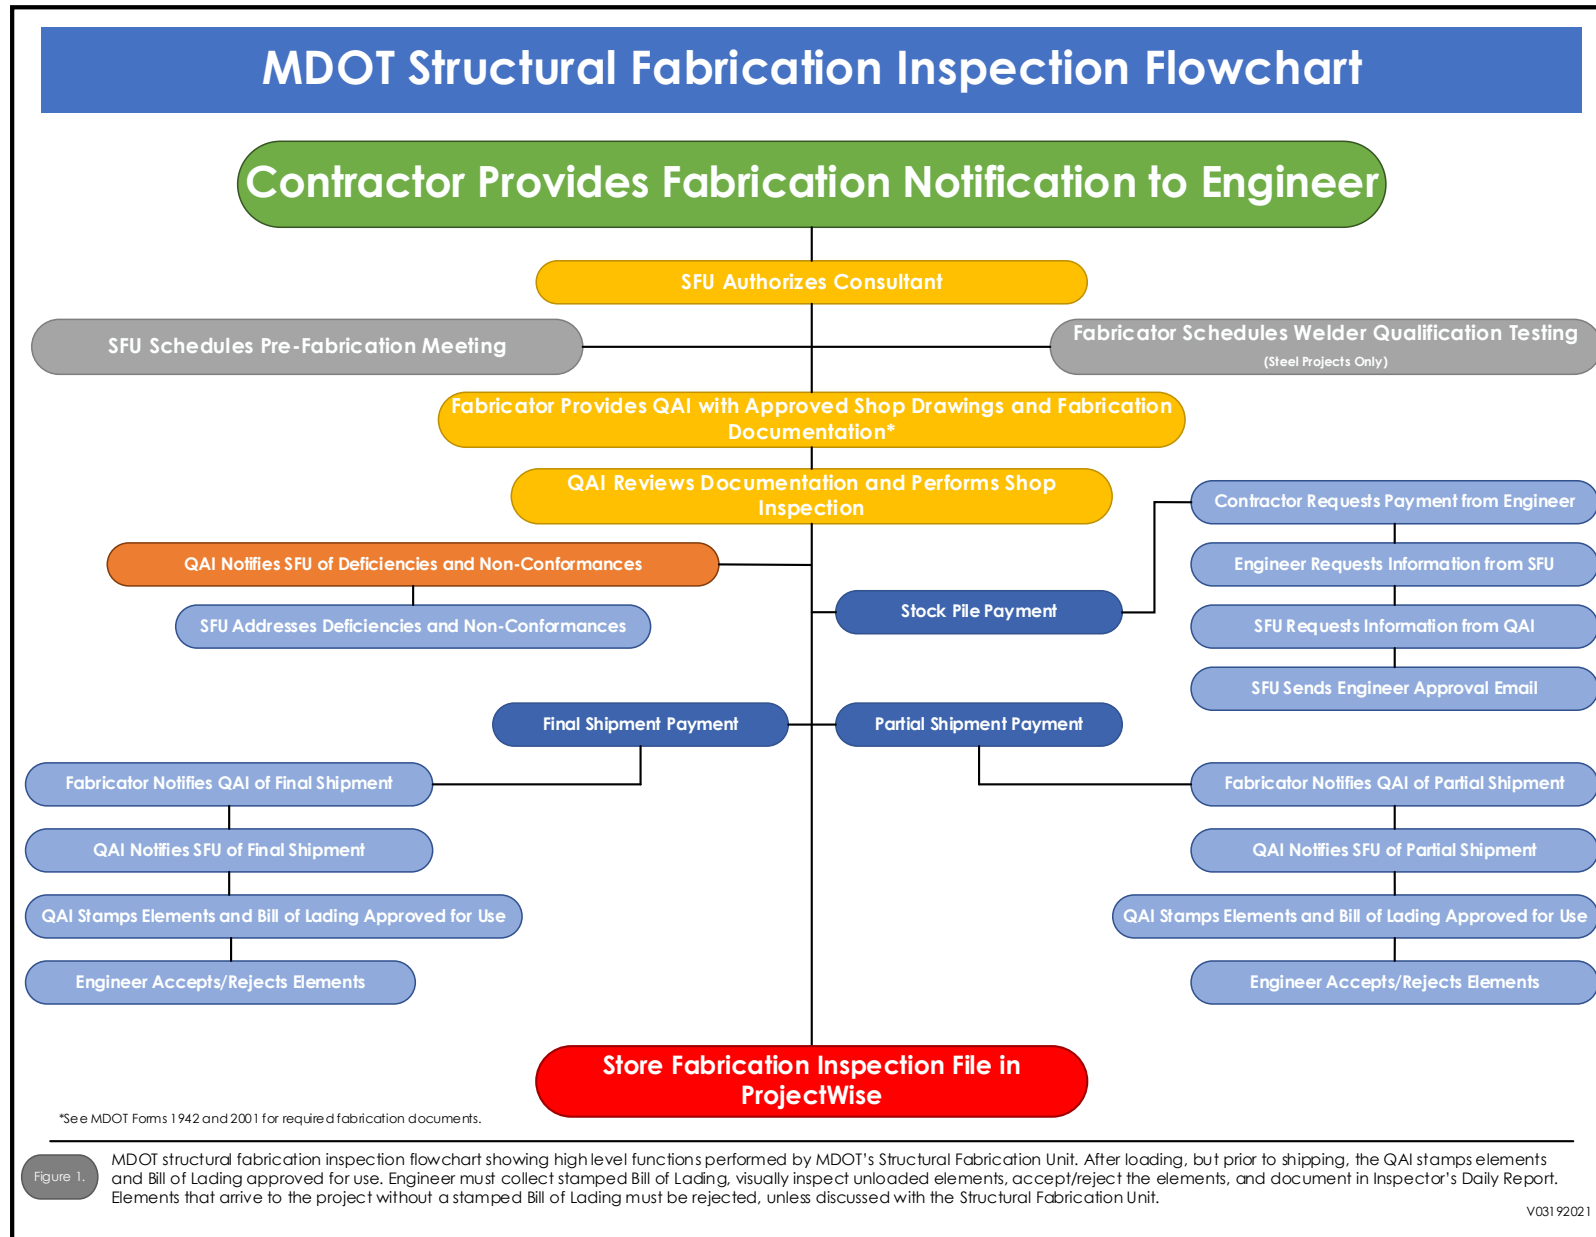 MDOT Structural Fabrication Inspection Flowchart
Contractor Provides Fabrication Notification to Engineer
SFU Authorizes Consultant
SFU Schedules Pre-Fabrication Meeting
Fabricator Schedules Welder Qualification Testing
(Steel Projects Only)
Fabricator Provides QAI with Approved Shop Drawings and Fabrication
Documentation*
QAI Reviews Documentation and Performs Shop
Inspection
QAI Notifies SFU of Deficiencies and Non-Conformances
SFU Addresses Deficiencies and Non-Conformances
Stock Pile Payment
Contractor Requests Payment from Engineer
Engineer Requests Information from SFU
SFU Requests Information from QAI
SFU Sends Engineer Approval Email
Final Shipment Payment
Partial Shipment Payment
Fabricator Notifies QAI of Final Shipment
QAI Notifies SFU of Final Shipment
QAI Stamps Elements and Bill of Lading Approved for Use
Engineer Accepts/Rejects Elements
Fabricator Notifies QAI of Partial Shipment
QAI Notifies SFU of Partial Shipment
QAI Stamps Elements and Bill of Lading Approved for Use
Engineer Accepts/Rejects Elements
Store Fabrication Inspection File in
ProjectWise
*See MDOT Forms 1942 and 2001 for required fabrication documents.
Figure 1.
MDOT structural fabrication inspection flowchart showing high level functions performed by MDOT's Structural Fabrication Unit. After loading, but prior to shipping, the QAI stamps elements
and Bill of Lading approved for use. Engineer must collect stamped Bill of Lading, visually inspect unloaded elements, accept/reject the elements, and document in Inspector's Daily Report.
Elements that arrive to the project without a stamped Bill of Lading must be rejected, unless discussed with the Structural Fabrication Unit.
V03192021